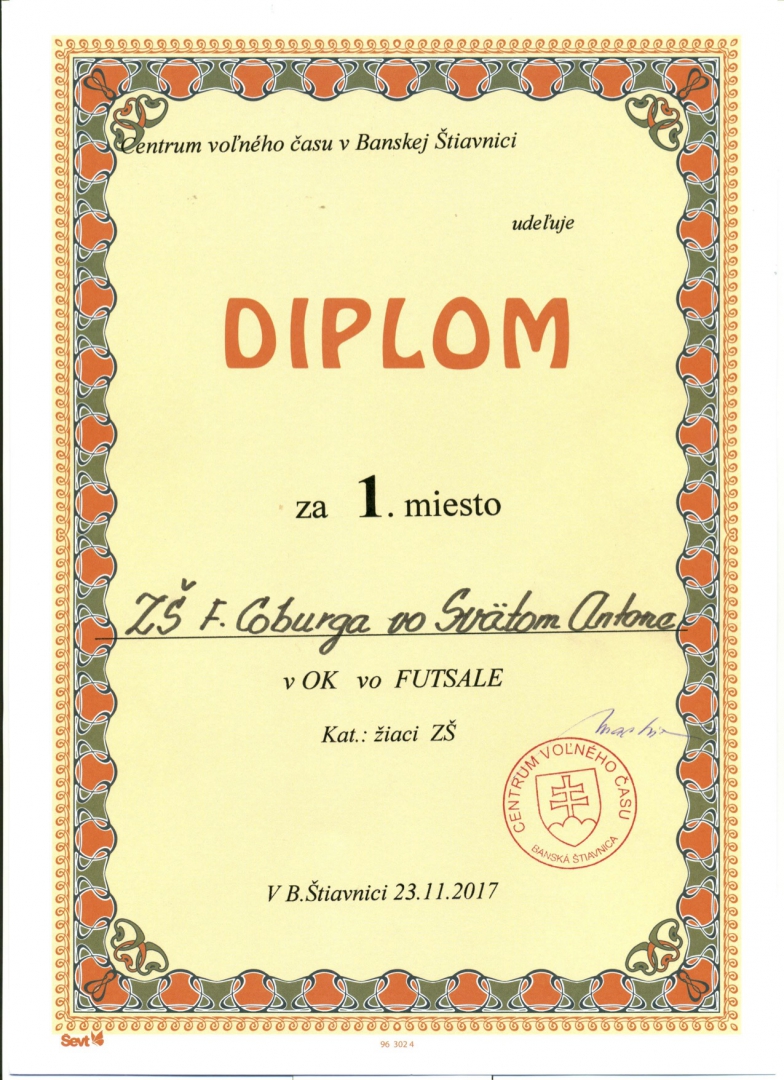 Centrum voľného času v Banskej Štiavnici
udeľuje
DIPLOM
za 1. miesto
ZŠ F. Coburga vo Svätom Antone
v OK vo FUTSALE
Kat.: žiaci ZŠ
CENTRUM VOĽNÉHO ČASU
BANSKÁ ŠTIAVNICA
V B.Štiavnici 23.11.2017
Sevt
96 302 4